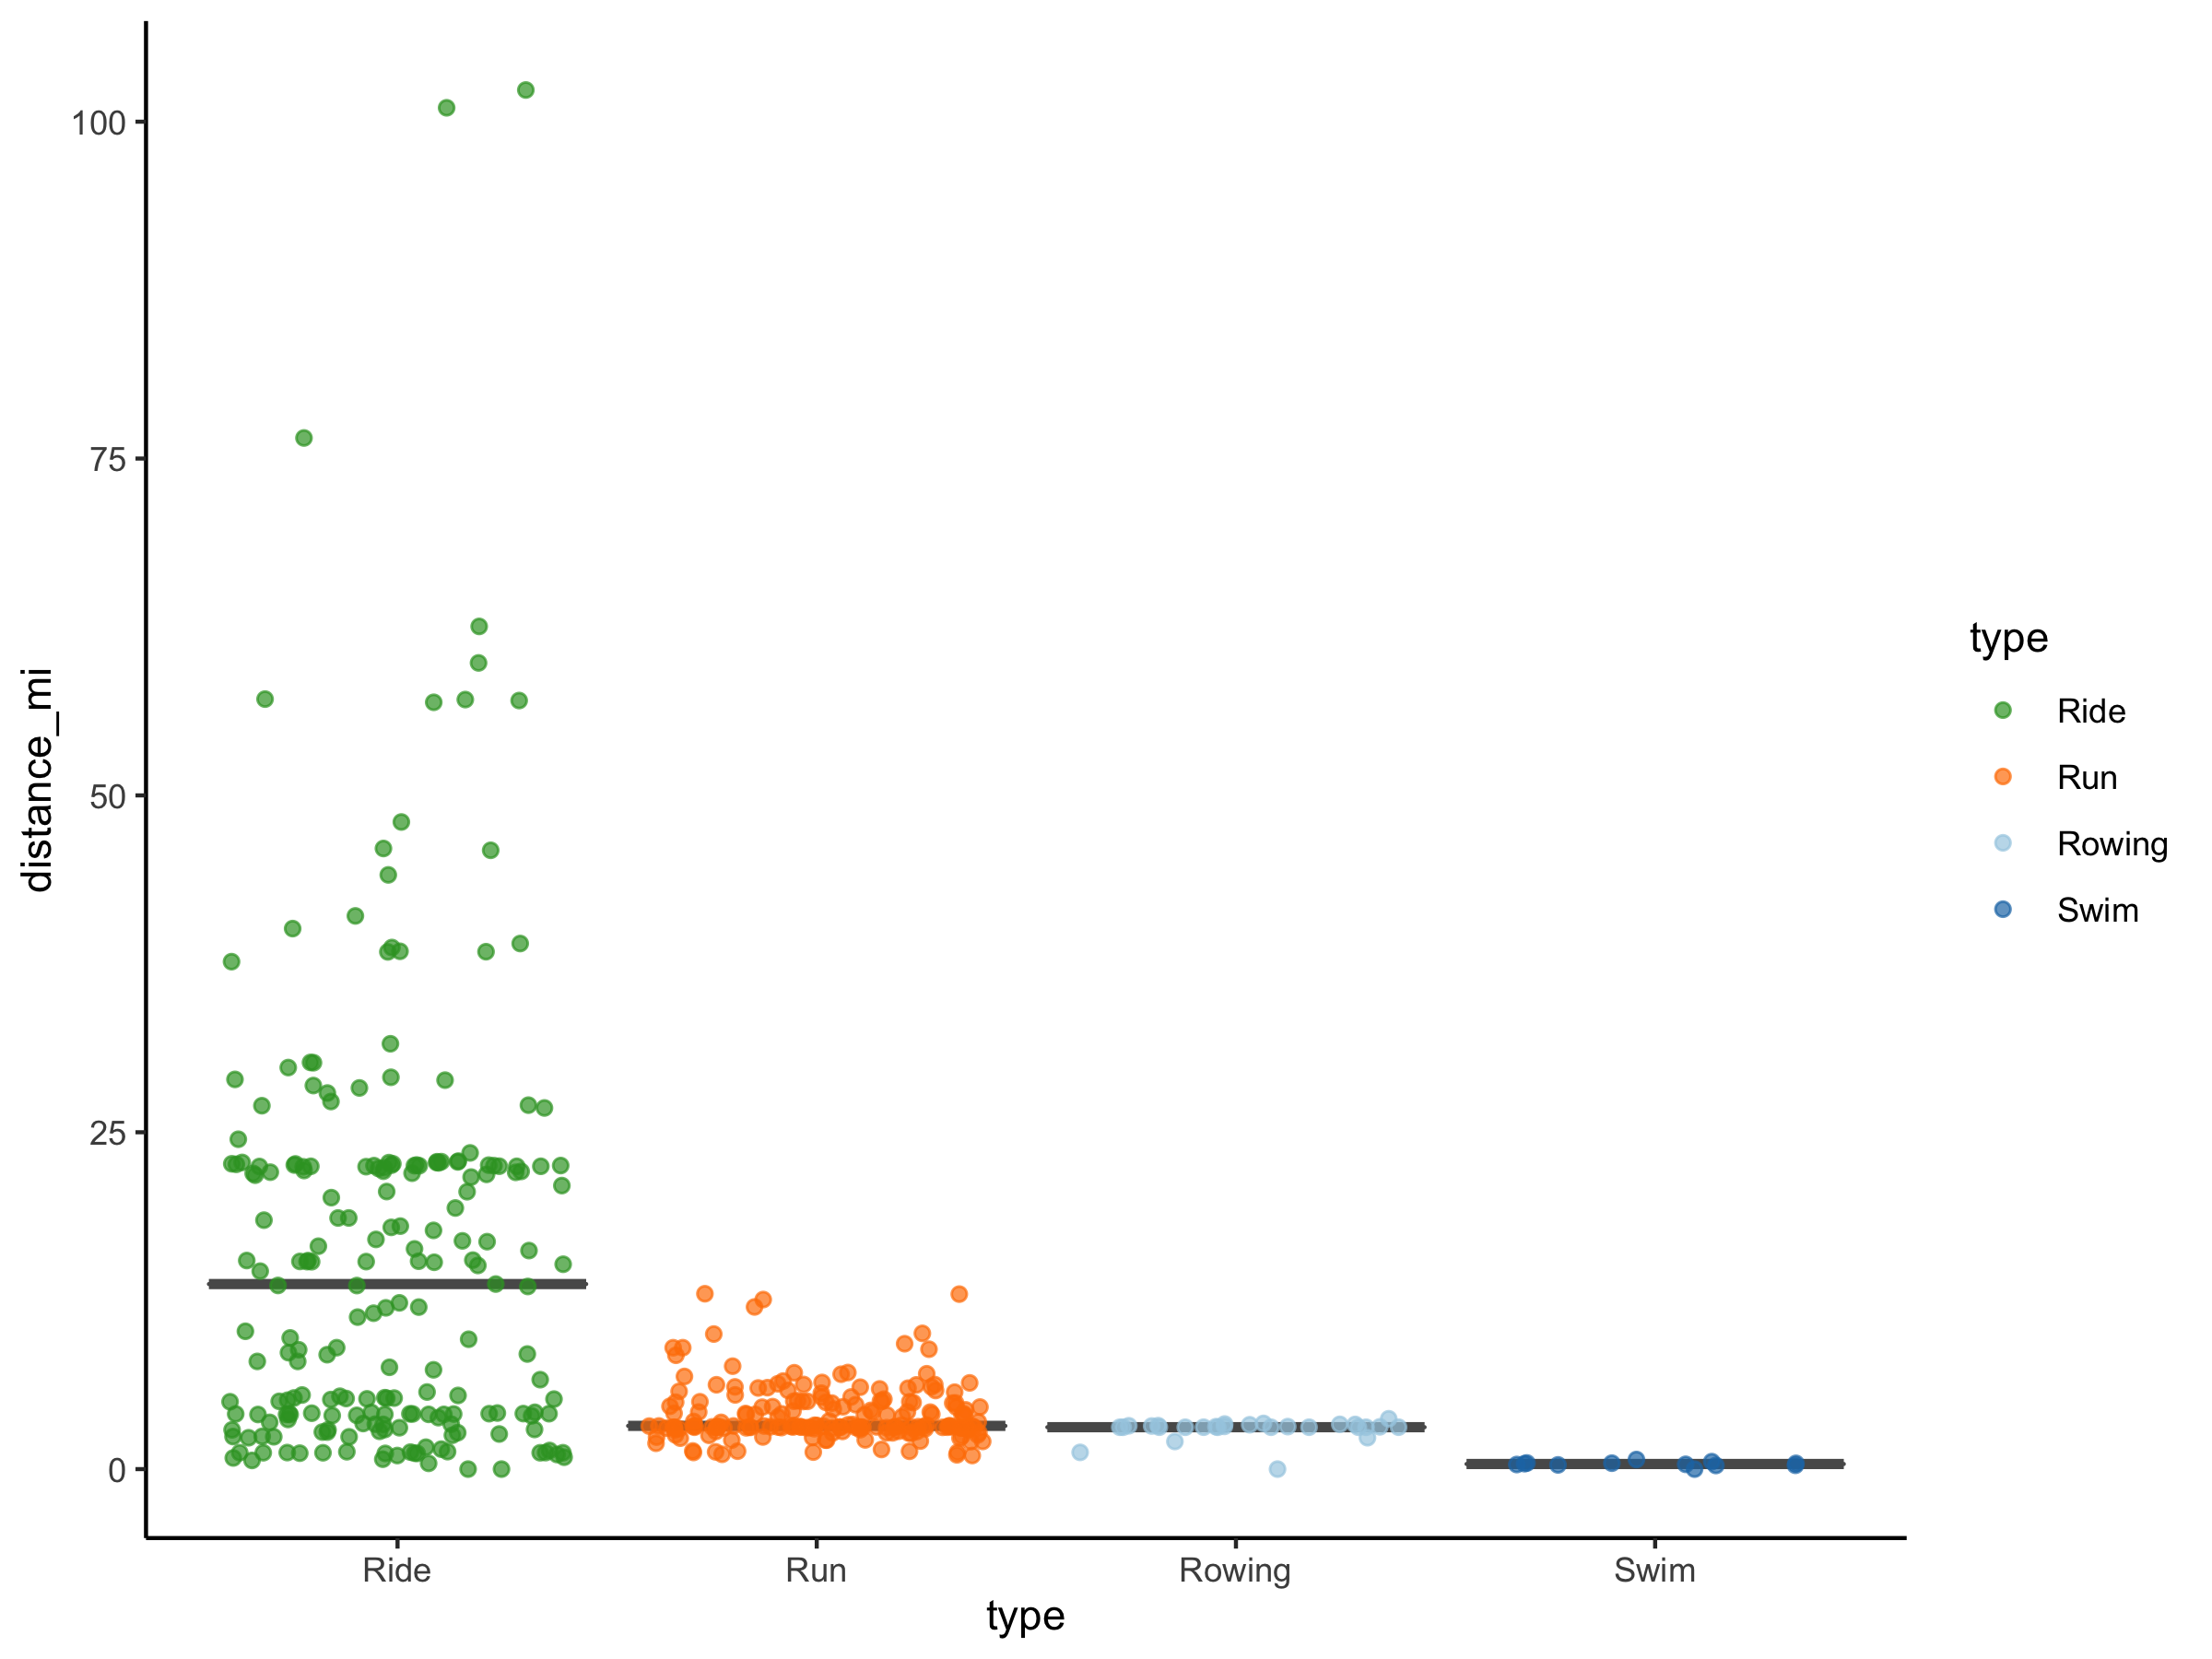 100
75
50
25
0
distance_mi
Ride
Run
Rowing
Swim
type
type
Ride
Run
Rowing
Swim